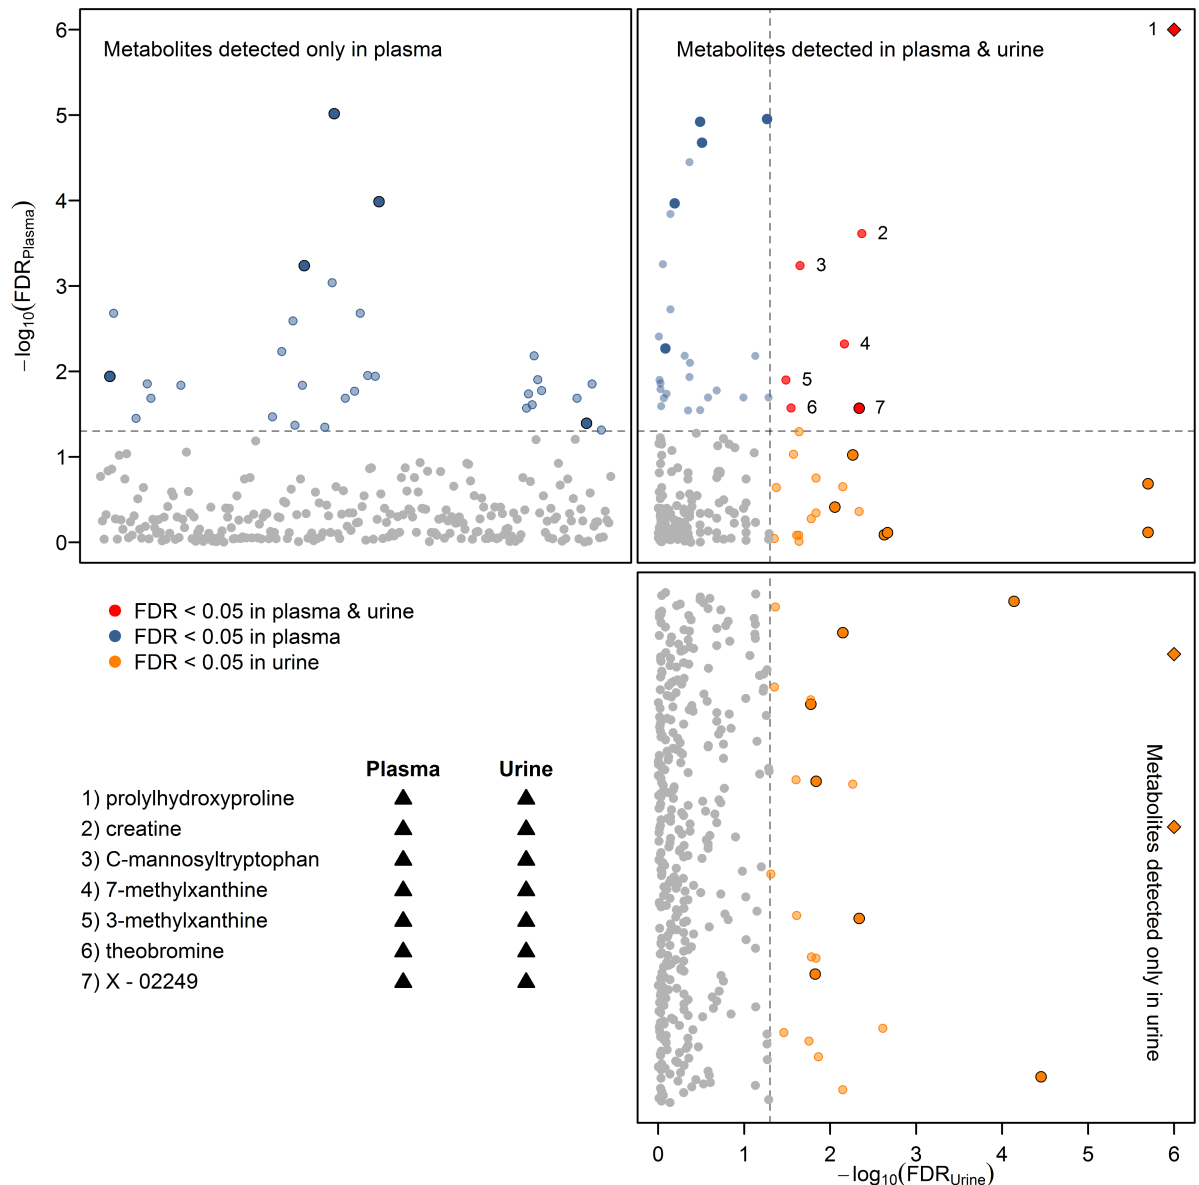 Metabolites detected only in plasma
Metabolites detected in plasma & urine
6
5
4
3
2
1
0
−log10(FDRPlasma)
1
2
3
4
5
6
7
FDR < 0.05 in plasma & urine
FDR < 0.05 in plasma
FDR < 0.05 in urine
Plasma Urine
1) prolylhydroxyproline
2) creatine
3) C-mannosyltryptophan
4) 7-methylxanthine
5) 3-methylxanthine
6) theobromine
7) X - 02249
Metabolites detected only in urine
0 1 2 3 4 5 6
−log10(FDRUrine)